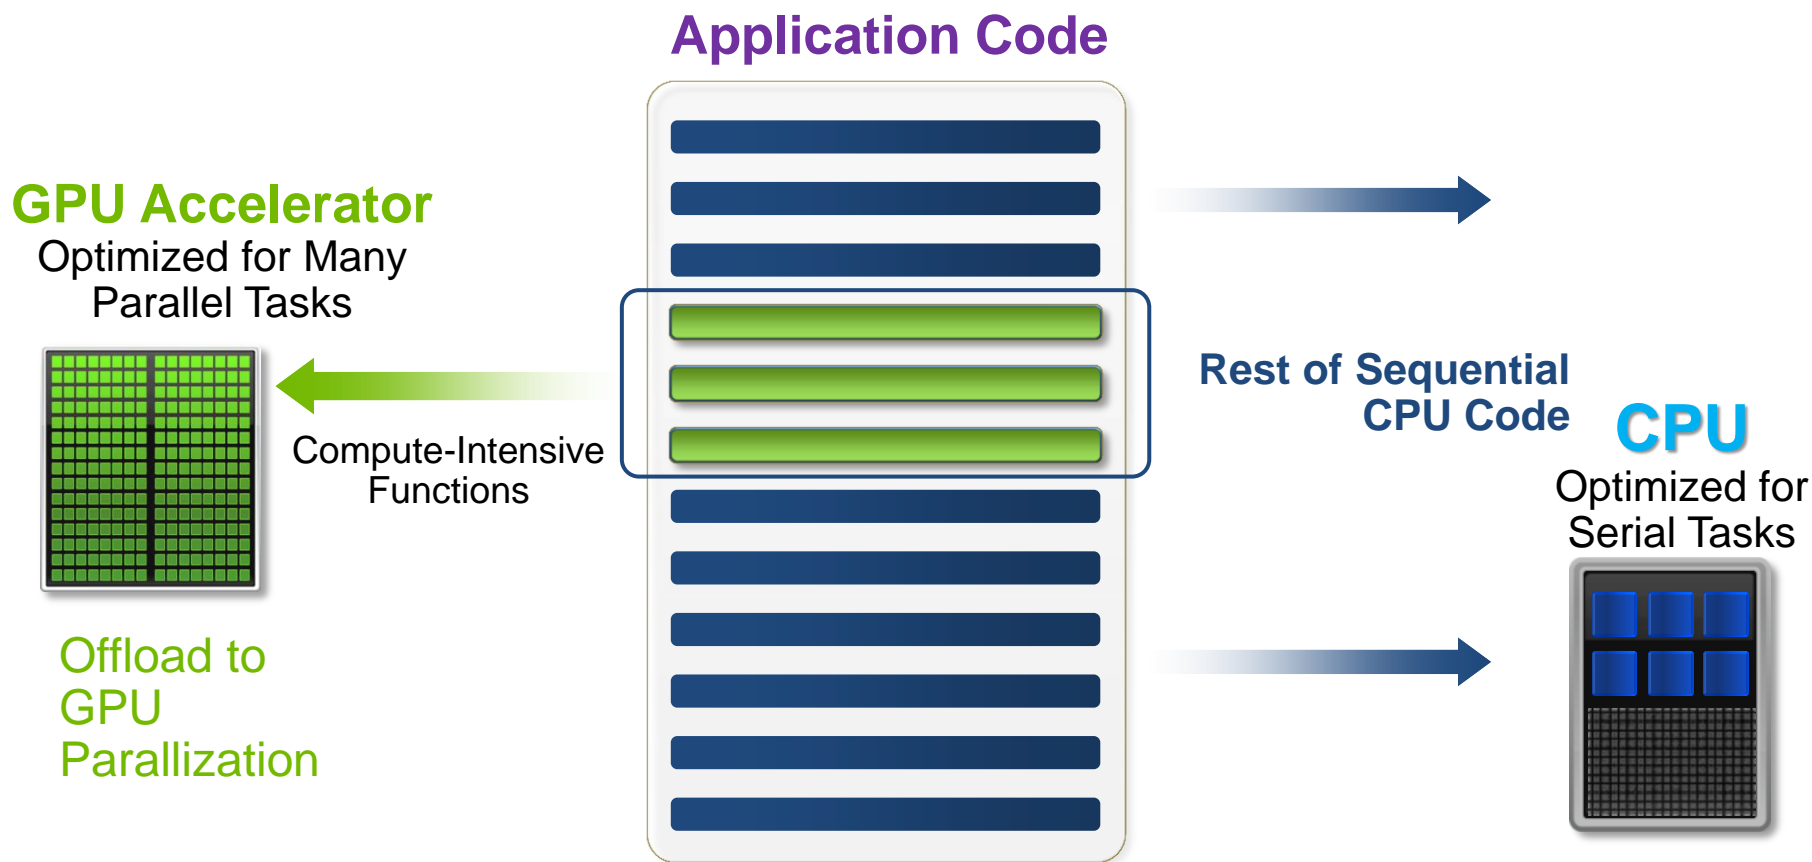 Application Code
GPU Accelerator
Optimized for Many
Parallel Tasks
Compute-Intensive
Functions
Offload to
GPU
Parallization
Rest of Sequential
CPU Code
CPU
Optimized for
Serial Tasks